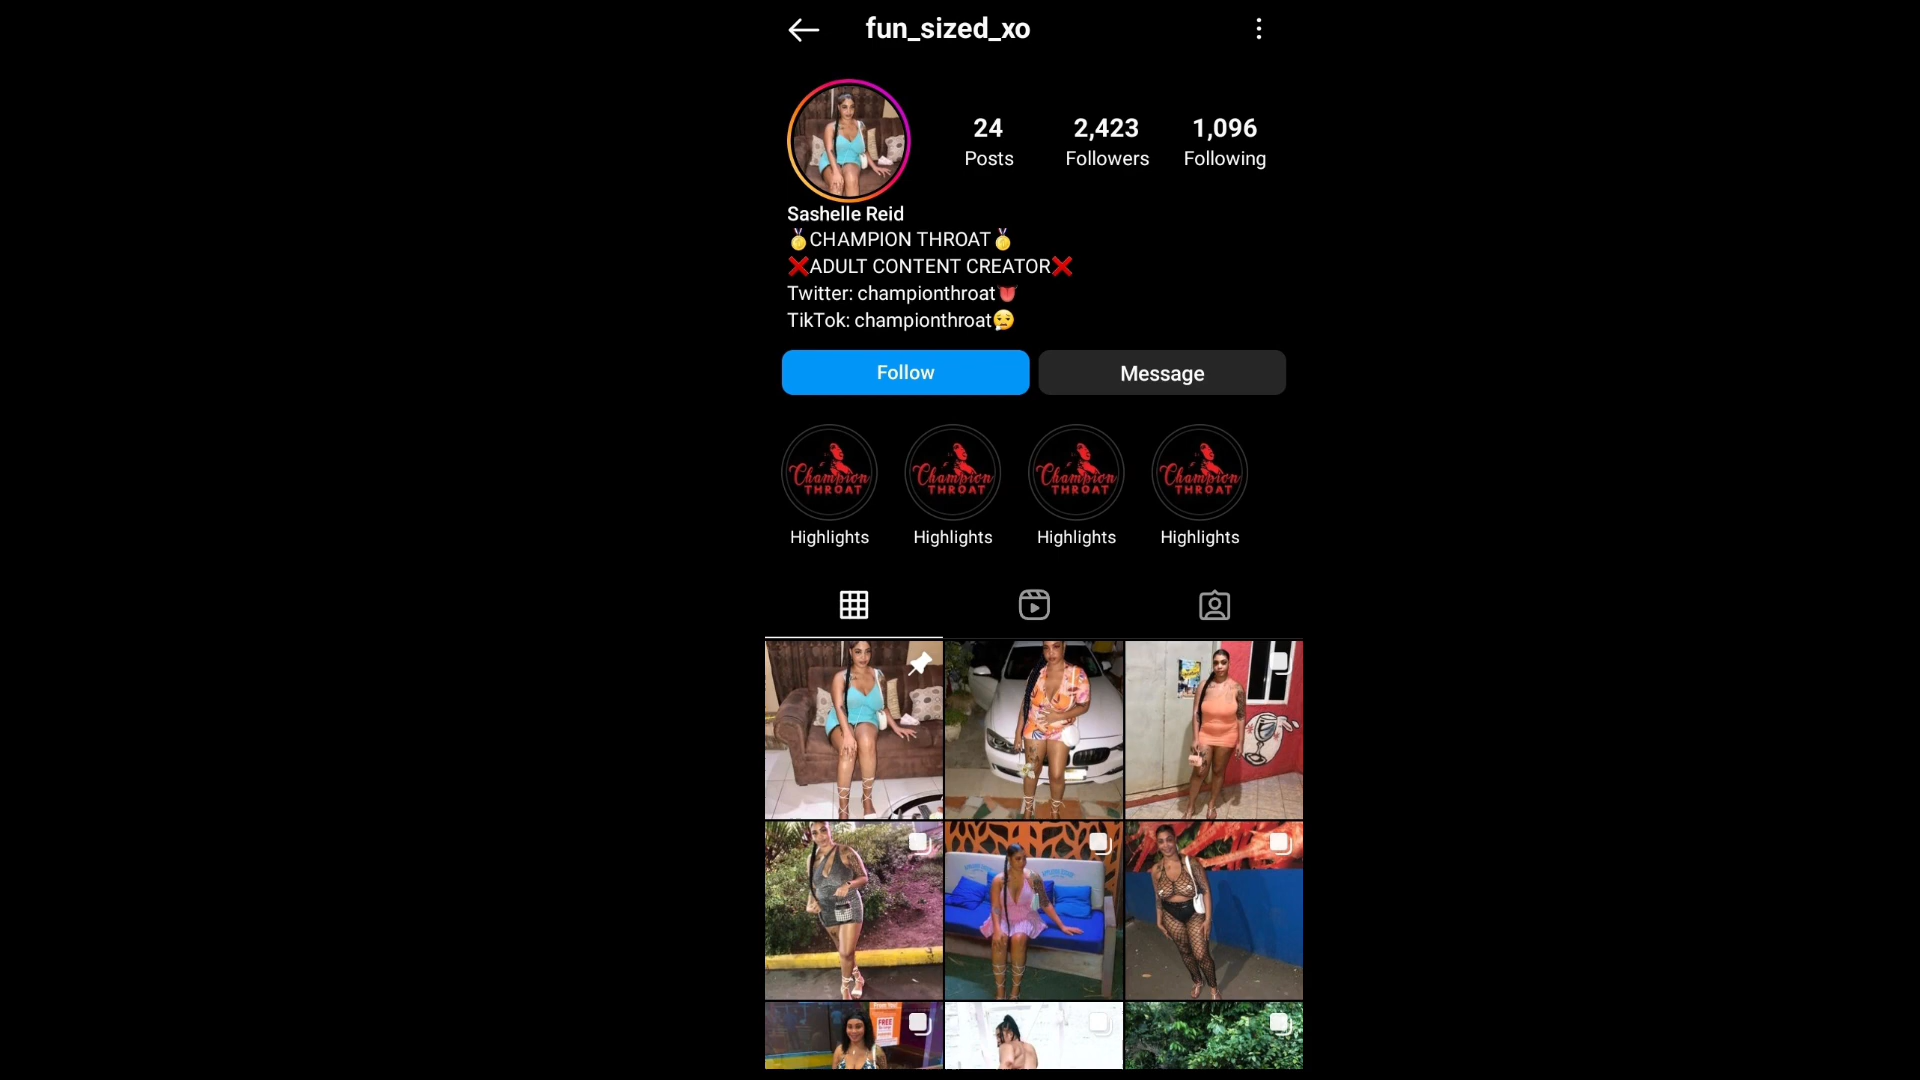 fun_sized_xo
24
Posts
2,423
Followers
1,096
Following
Sashelle Reid
🏅CHAMPION THROAT🏅
❌ADULT CONTENT CREATOR❌
Twitter: championthroat👅
TikTok: championthroat😮‍💨
Follow
Message
Champion
THROAT
Highlights
Champion
THROAT
Highlights
Champion
THROAT
Highlights
Champion
THROAT
Highlights
FREE